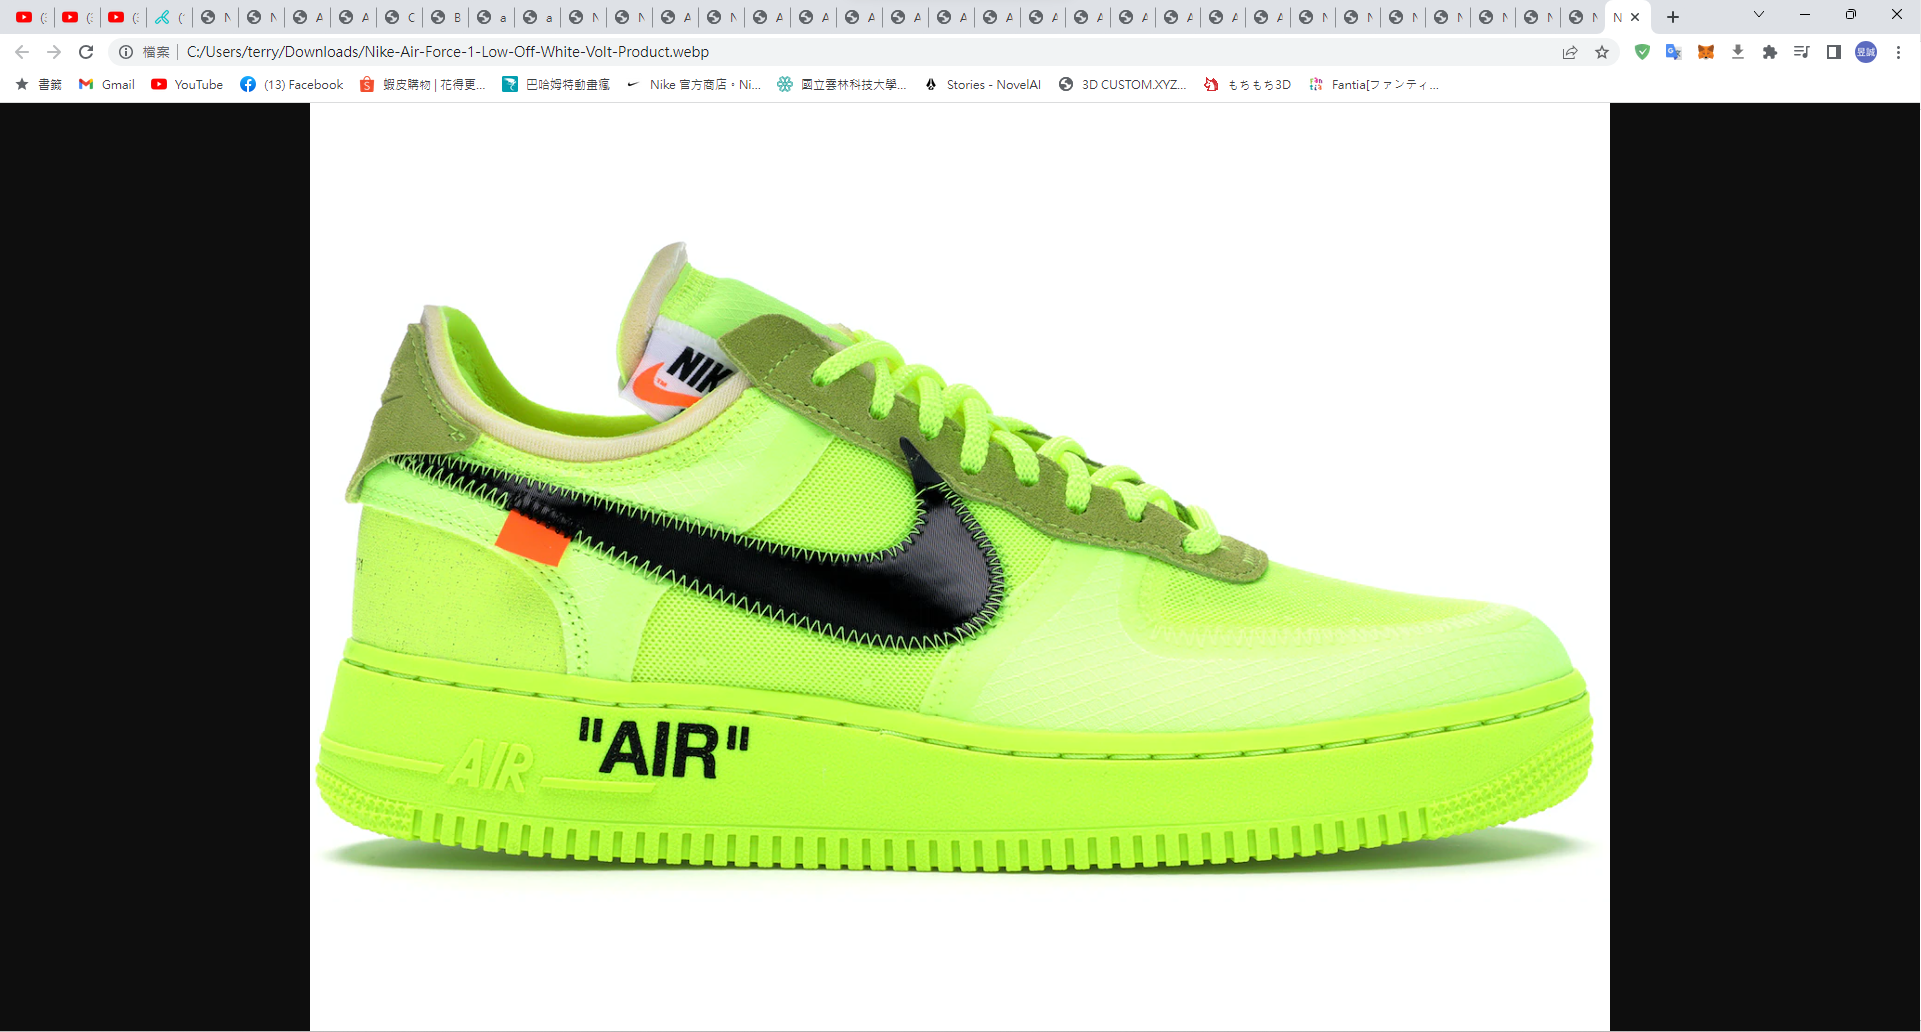 檔案
C:/Users/terry/Downloads/Nike-Air-Force-1-Low-Off-White-Volt-Product.webp
昱誠
書籤
Gmail
YouTube
(13) Facebook
蝦皮購物 | 花得更...
巴哈姆特動畫瘋
Nike 官方商店。Ni...
國立雲林科技大學...
Stories - NovelAI
3D CUSTOM.XYZ...
もちもち3D
Fantia[ファンティ...
NIK
TM
AIR
"AIR"